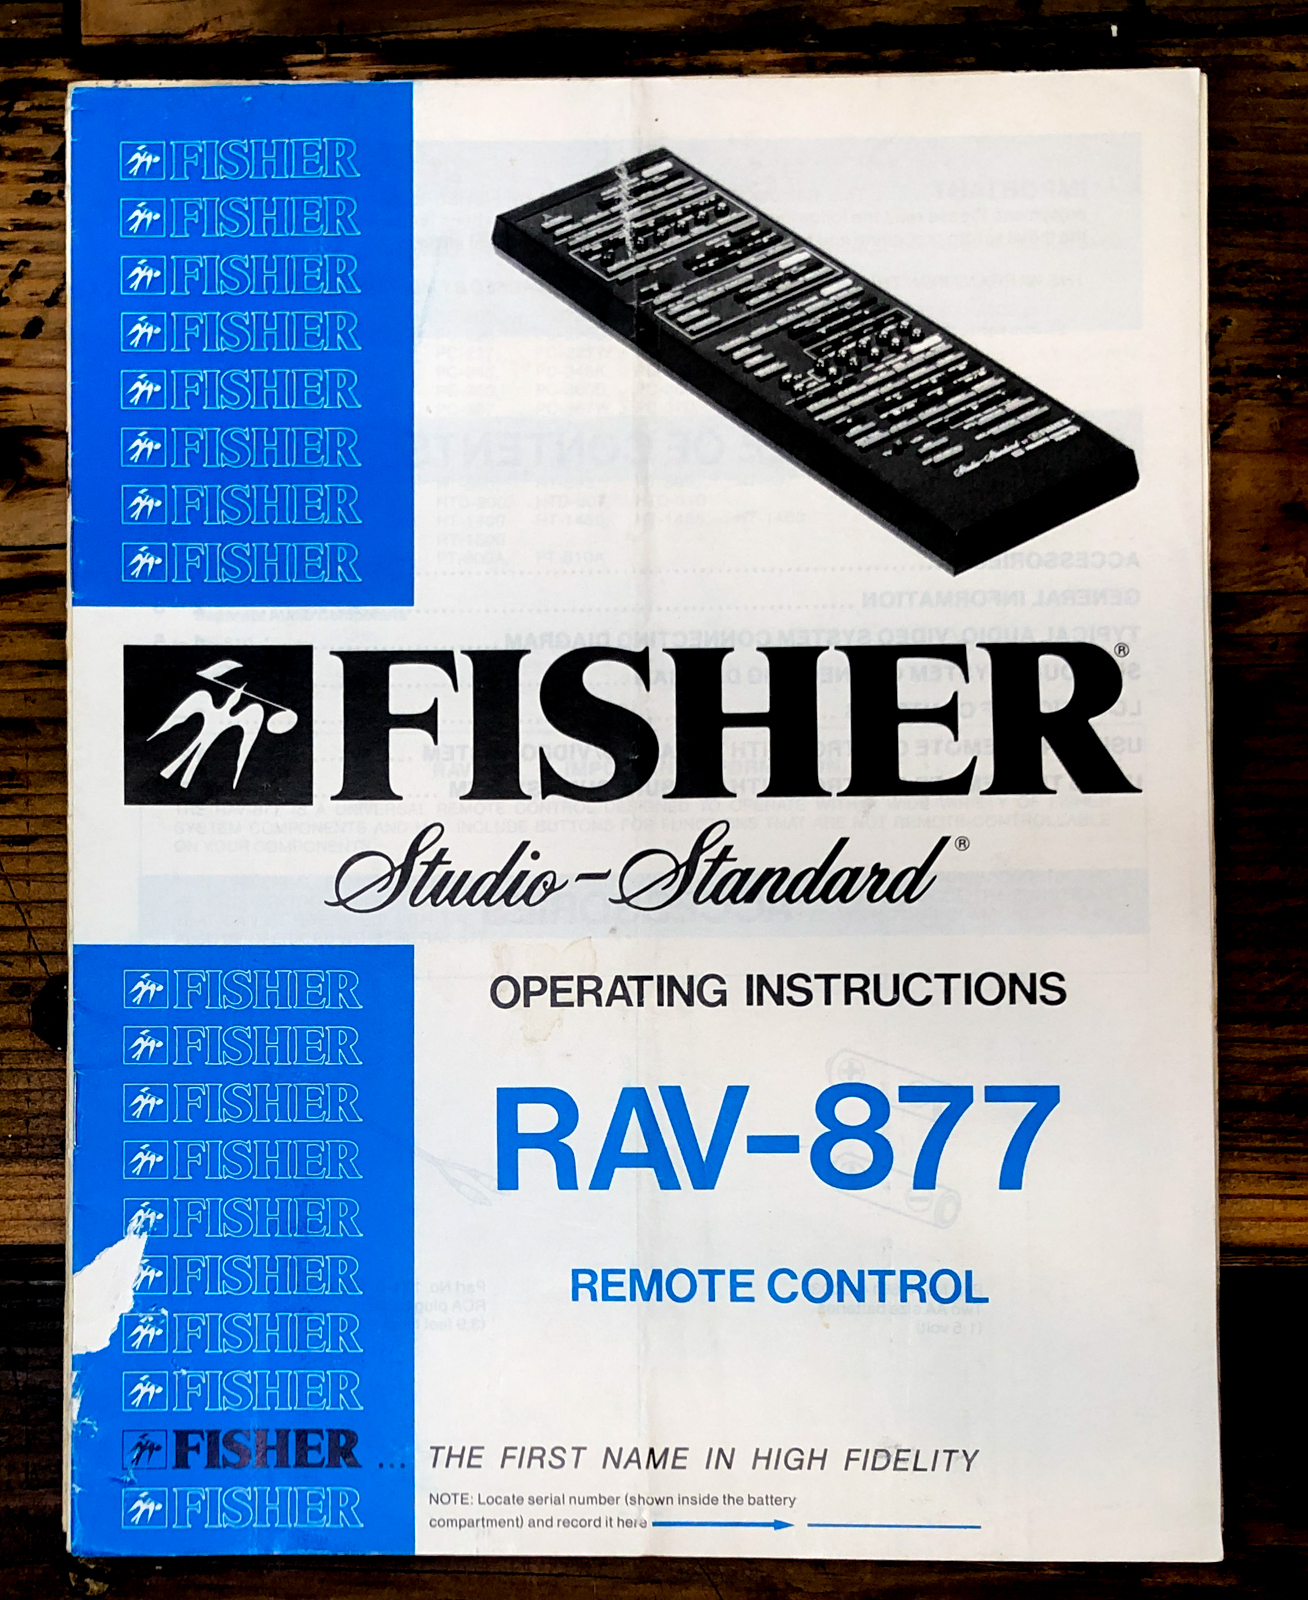 FISHER
FISHER
FISHER
FISHER
FISHER
FISHER
FISHER
FISHER
FISHER®
Studio-Standard®
OPERATING INSTRUCTIONS
RAV-877
REMOTE CONTROL
FISHER
FISHER
FISHER
FISHER
FISHER
FISHER
FISHER
FISHER
FISHER ... THE FIRST NAME IN HIGH FIDELITY
FISHER
NOTE: Locate serial number (shown inside the battery
compartment) and record it here